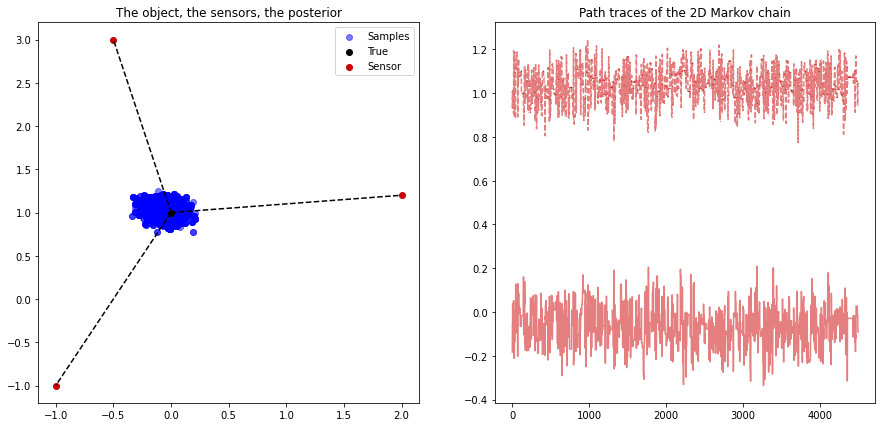 The object, the sensors, the posterior
Samples
True
Sensor
3.0
2.5
2.0
1.5
1.0
0.5
0.0
−0.5
−1.0
−1.0 −0.5 0.0 0.5 1.0 1.5 2.0
Path traces of the 2D Markov chain
1.2
1.0
0.8
0.6
0.4
0.2
0.0
−0.2
−0.4
0 1000 2000 3000 4000